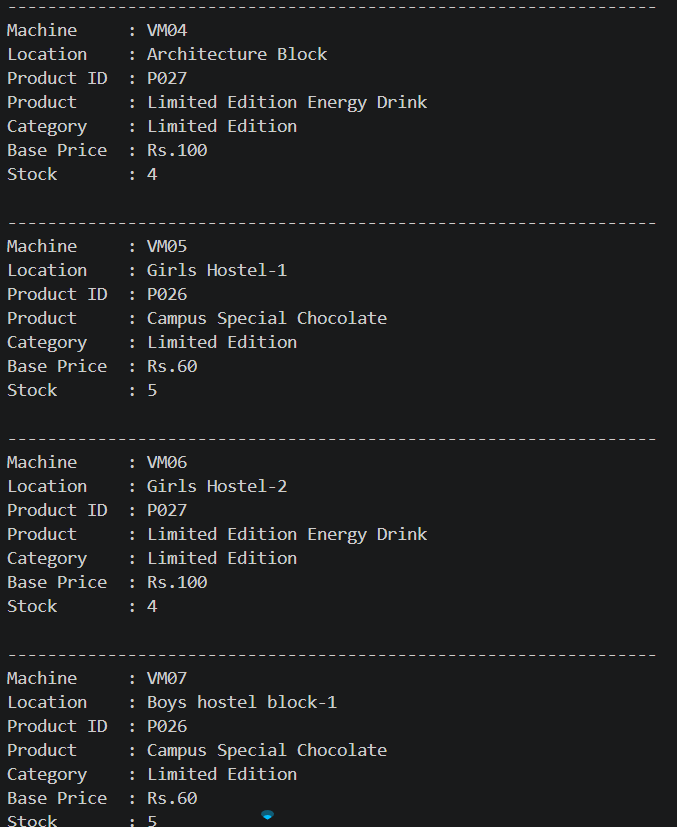 -----------------------------------------------------------------
Machine     : VM04
Location    : Architecture Block
Product ID  : P027
Product     : Limited Edition Energy Drink
Category    : Limited Edition
Base Price  : Rs.100
Stock       : 4
-----------------------------------------------------------------
Machine     : VM05
Location    : Girls Hostel-1
Product ID  : P026
Product     : Campus Special Chocolate
Category    : Limited Edition
Base Price  : Rs.60
Stock       : 5
-----------------------------------------------------------------
Machine     : VM06
Location    : Girls Hostel-2
Product ID  : P027
Product     : Limited Edition Energy Drink
Category    : Limited Edition
Base Price  : Rs.100
Stock       : 4
-----------------------------------------------------------------
Machine     : VM07
Location    : Boys hostel block-1
Product ID  : P026
Product     : Campus Special Chocolate
Category    : Limited Edition
Base Price  : Rs.60
Stock       : 5